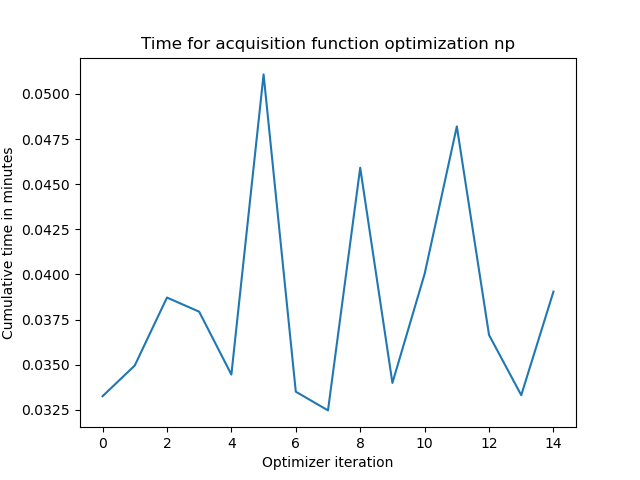 Time for acquisition function optimization np
Cumulative time in minutes
0.0500
0.0475
0.0450
0.0425
0.0400
0.0375
0.0350
0.0325
0 2 4 6 8 10 12 14
Optimizer iteration